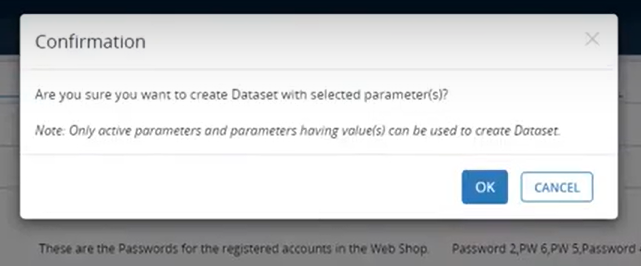 Confirmation
Are you sure you want to create Dataset with selected parameter(s)?
Note: Only active parameters and parameters having value(s) can be used to create Dataset.
OK CANCEL
These are the Passwords for the registered accounts in the Web Shop. Password 2,PW 6,PW 5,Password